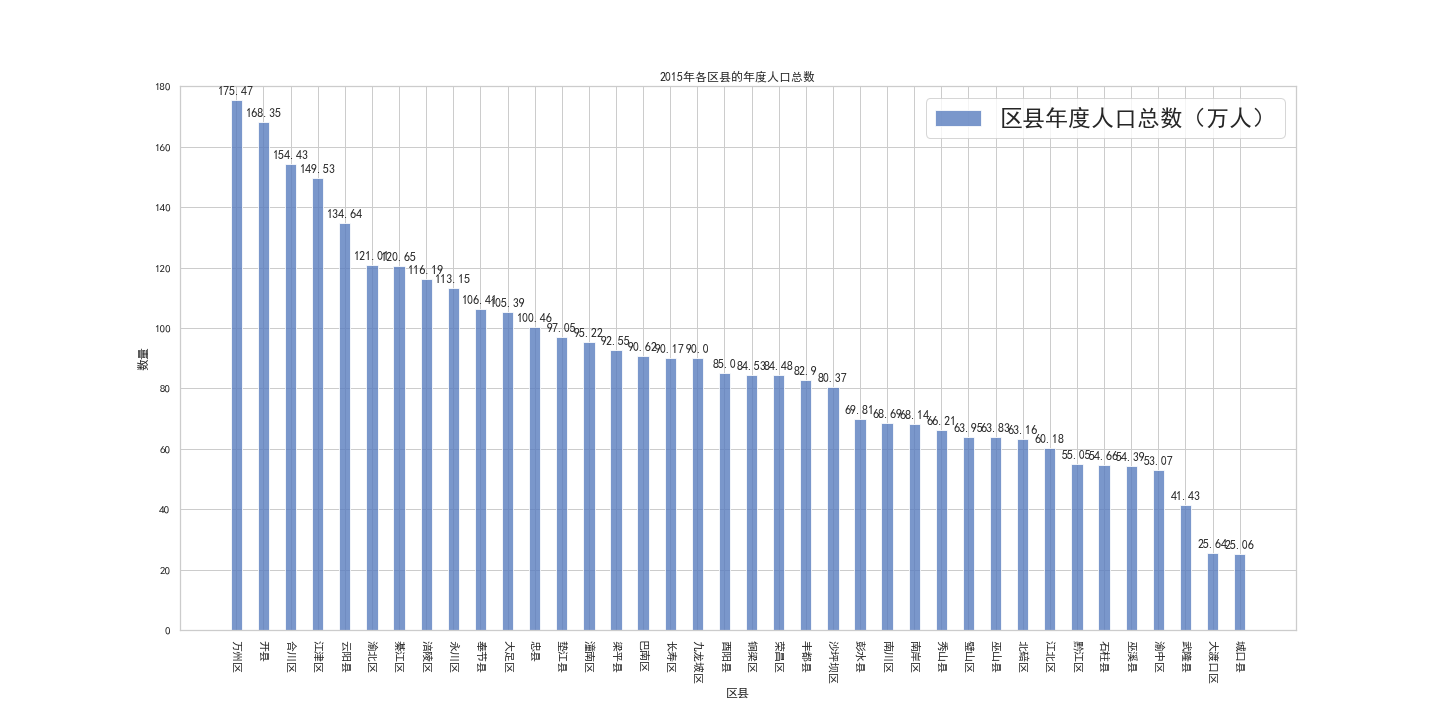 2015年各区县的年度人口总数
区县年度人口总数（万人）
数量
180
160
140
120
100
80
60
40
20
0
175.47
168.35
154.43
149.53
134.64
121.01
120.65
116.19
113.15
106.41
105.39
100.46
97.05
95.22
92.55
90.62
90.17
90.0
85.0
84.53
84.48
82.9
80.37
69.81
68.69
68.14
66.21
63.95
63.83
63.16
60.18
55.05
54.66
54.39
53.07
41.43
25.64
25.06
万州区
开县
合川区
江津区
云阳县
渝北区
綦江区
涪陵区
永川区
奉节县
大足区
忠县
垫江县
潼南区
梁平县
巴南区
长寿区
九龙坡区
酉阳县
铜梁区
荣昌区
丰都县
沙坪坝区
彭水县
南川区
南岸区
秀山县
璧山区
巫山县
北碚区
江北区
黔江区
石柱县
巫溪县
渝中区
武隆县
大渡口区
城口县
区县